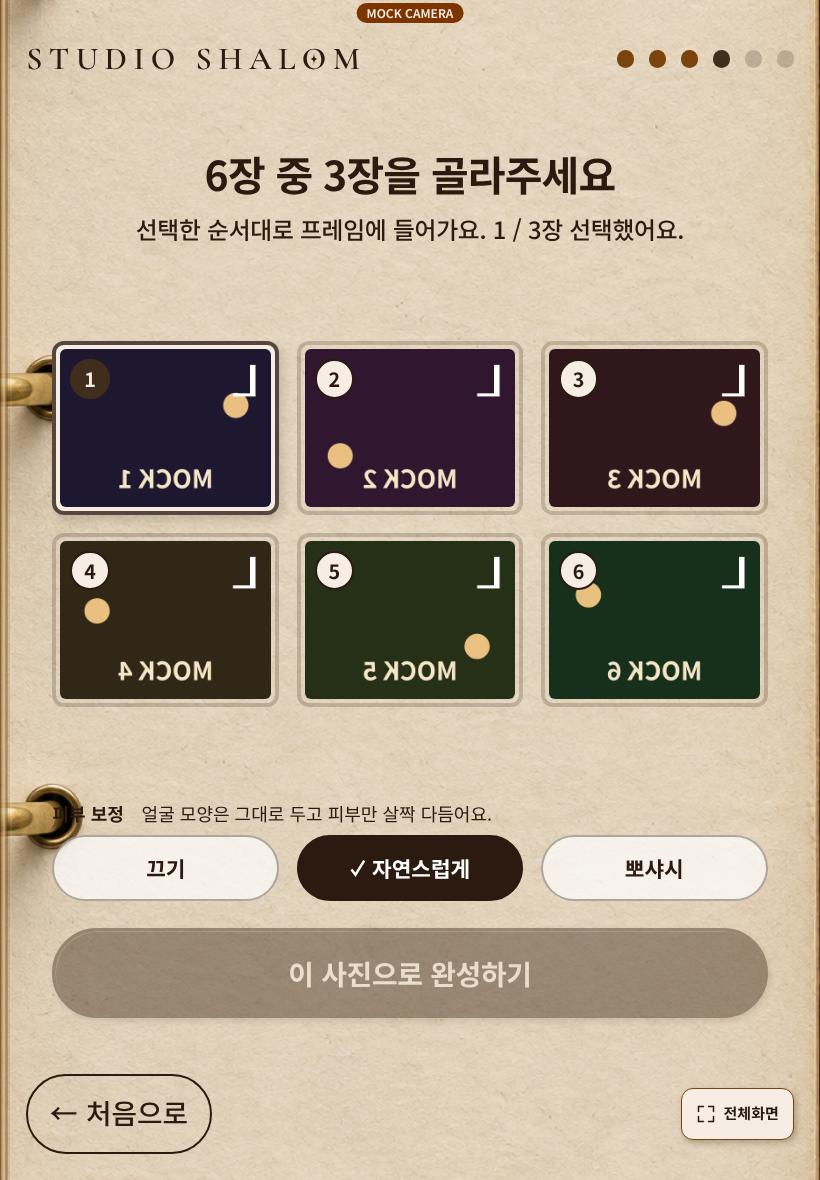 MOCK CAMERA
STUDIO SHALOM
6장 중 3장을 골라주세요
선택한 순서대로 프레임에 들어가요. 1 / 3장 선택했어요.
1
MOCK 1
2
MOCK 2
3
MOCK 3
4
MOCK 4
5
MOCK 5
6
MOCK 6
피부 보정 얼굴 모양은 그대로 두고 피부만 살짝 다듬어요.
끄기
✓ 자연스럽게
뽀샤시
이 사진으로 완성하기
← 처음으로
전체화면